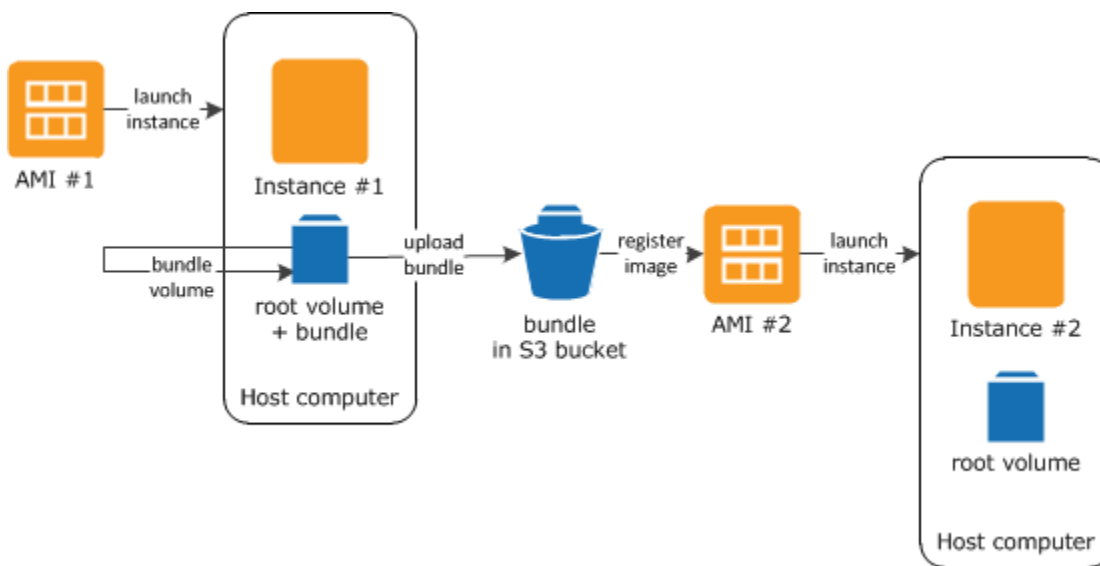 launch
instance
AMI #1
Instance #1
bundle
volume
root volume
+ bundle
Host computer
upload
bundle
bundle
in S3 bucket
register
image
AMI #2
launch
instance
Instance #2
root volume
Host computer